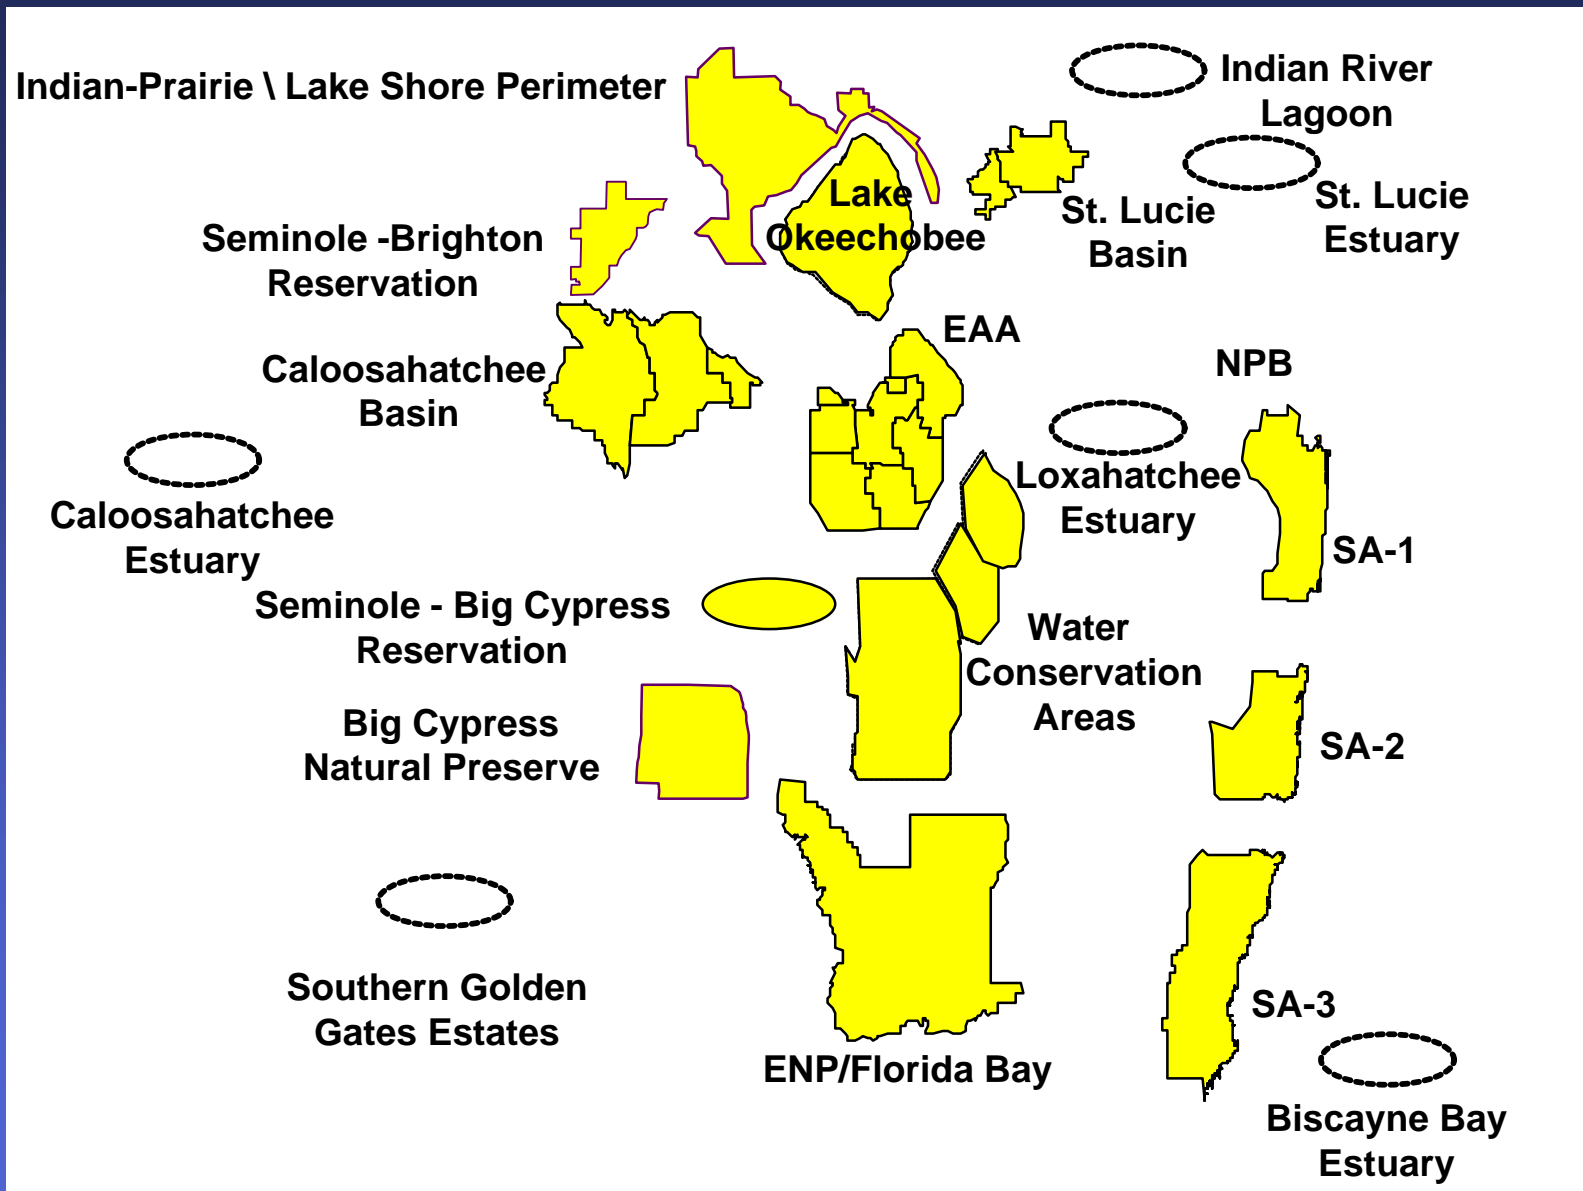 Indian-Prairie \ Lake Shore Perimeter
Indian River
Lagoon
Lake
Okeechobee
St. Lucie
Basin
St. Lucie
Estuary
Seminole -Brighton
Reservation
EAA
NPB
Caloosahatchee
Basin
Loxahatchee
Estuary
Caloosahatchee
Estuary
SA-1
Seminole - Big Cypress
Reservation
Water
Conservation
Areas
Big Cypress
Natural Preserve
SA-2
Southern Golden
Gates Estates
SA-3
ENP/Florida Bay
Biscayne Bay
Estuary